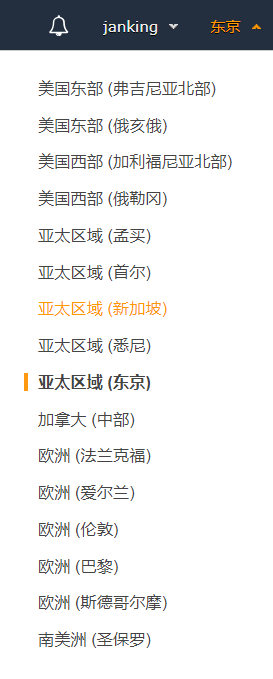 janking 东京
美国东部 (弗吉尼亚北部)
美国东部 (俄亥俄)
美国西部 (加利福尼亚北部)
美国西部 (俄勒冈)
亚太区域 (孟买)
亚太区域 (首尔)
亚太区域 (新加坡)
亚太区域 (悉尼)
亚太区域 (东京)
加拿大 (中部)
欧洲 (法兰克福)
欧洲 (爱尔兰)
欧洲 (伦敦)
欧洲 (巴黎)
欧洲 (斯德哥尔摩)
南美洲 (圣保罗)